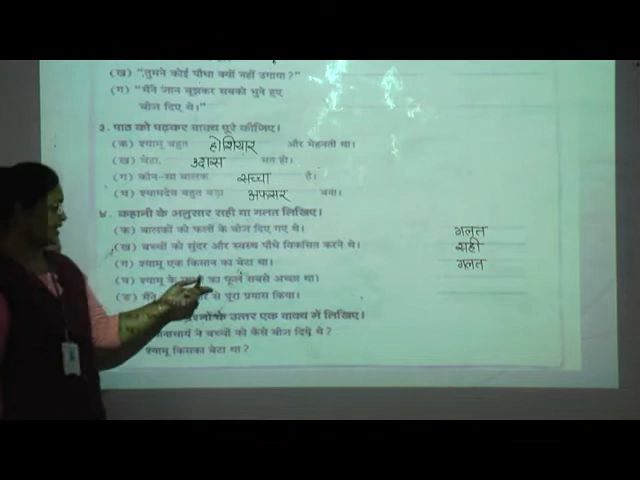 (ख) "तुमने कोई पौधा क्यों नहीं उगाया?"
(ग) "मैंने जान बूझकर सबको भुने हुए
बीज दिए थे।"
३. पाठ को पढ़कर वाक्य पूरे कीजिए।
(क) श्यामू बहुत होशियार और मेहनती था।
(ख) बेटा, उदास मत हो।
(ग) कौन-सा बालक सच्चा है।
(घ) श्यामदेव बहुत बड़ा अफसर बना।
४. कहानी के अनुसार सही या गलत लिखिए।
(क) बालकों को फलों के बीज दिए गए थे। गलत
(ख) बच्चों को सुंदर और स्वस्थ पौधे विकसित करने थे। सही
(ग) श्यामू एक किसान का बेटा था। गलत
(घ) श्यामू के का फूल सबसे अच्छा था।
(ङ) मैंने से पूरा प्रयास किया।
के उत्तर एक वाक्य में लिखिए।
ने बच्चों को कैसे बीज दिए थे?
श्यामू किसका बेटा था?